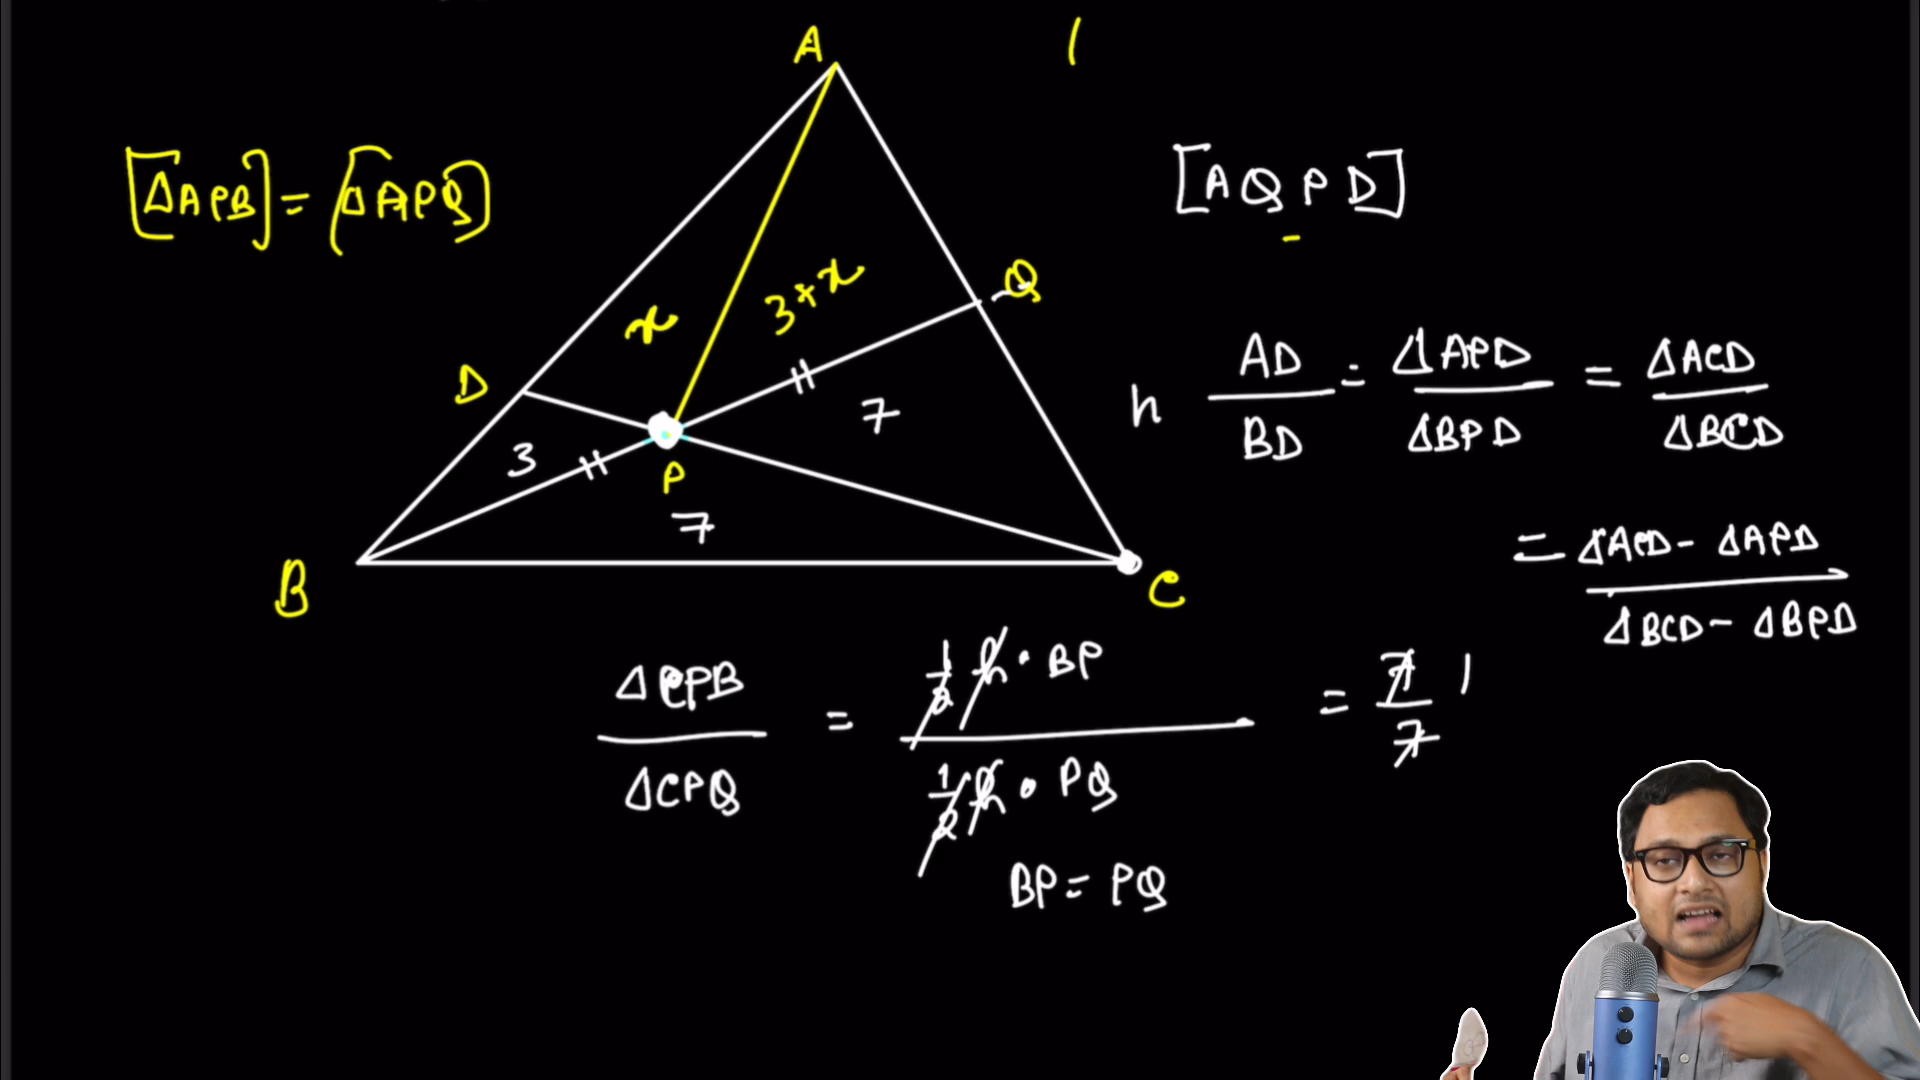 A
[ΔAPB] = [ΔAPQ]
[AQPD]
Q
x
3+x
D
3
P
7
7
B
C
h
AD/BD = ΔAPD/ΔBPD = ΔACD/ΔBCD
= ΔACD - ΔAPD / ΔBCD - ΔBPD
ΔCPB/ΔCPQ = 1/2 h · BP / 1/2 h · PQ = 7/7 1
BP = PQ